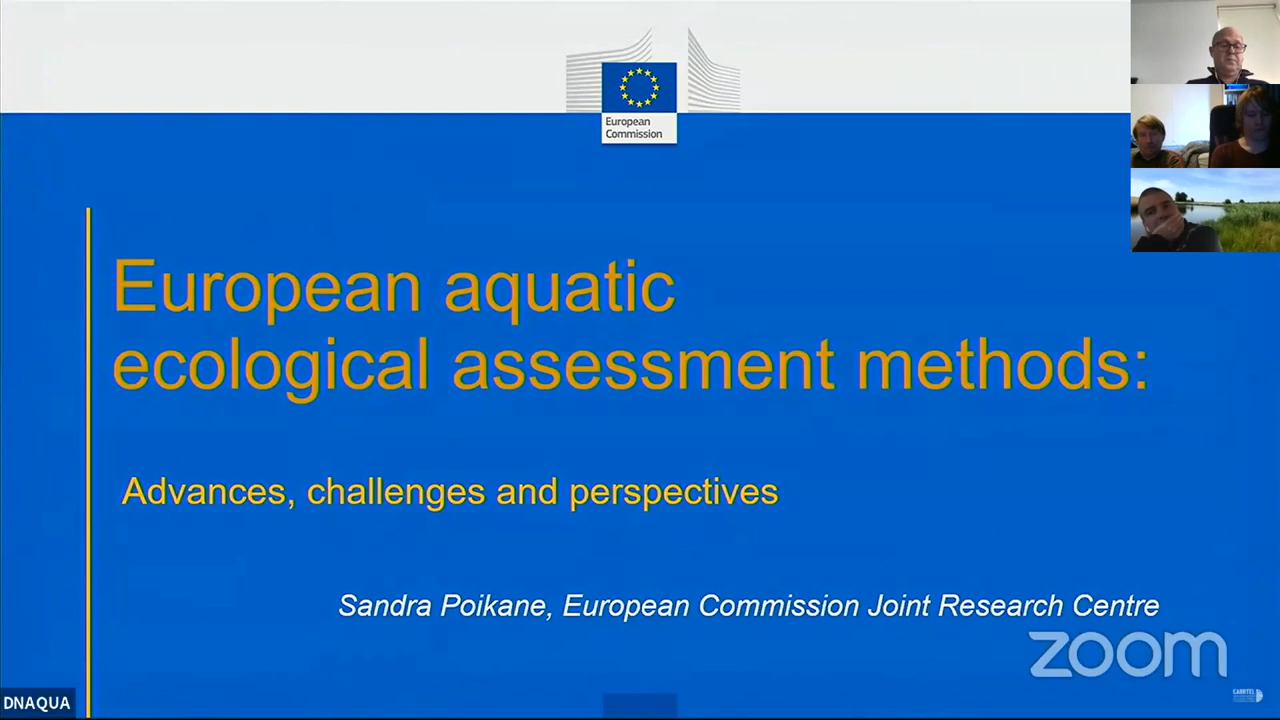 European
Commission
European aquatic
ecological assessment methods:
Advances, challenges and perspectives
Sandra Poikane, European Commission Joint Research Centre
zoom
DNAQUA
CABRTEL